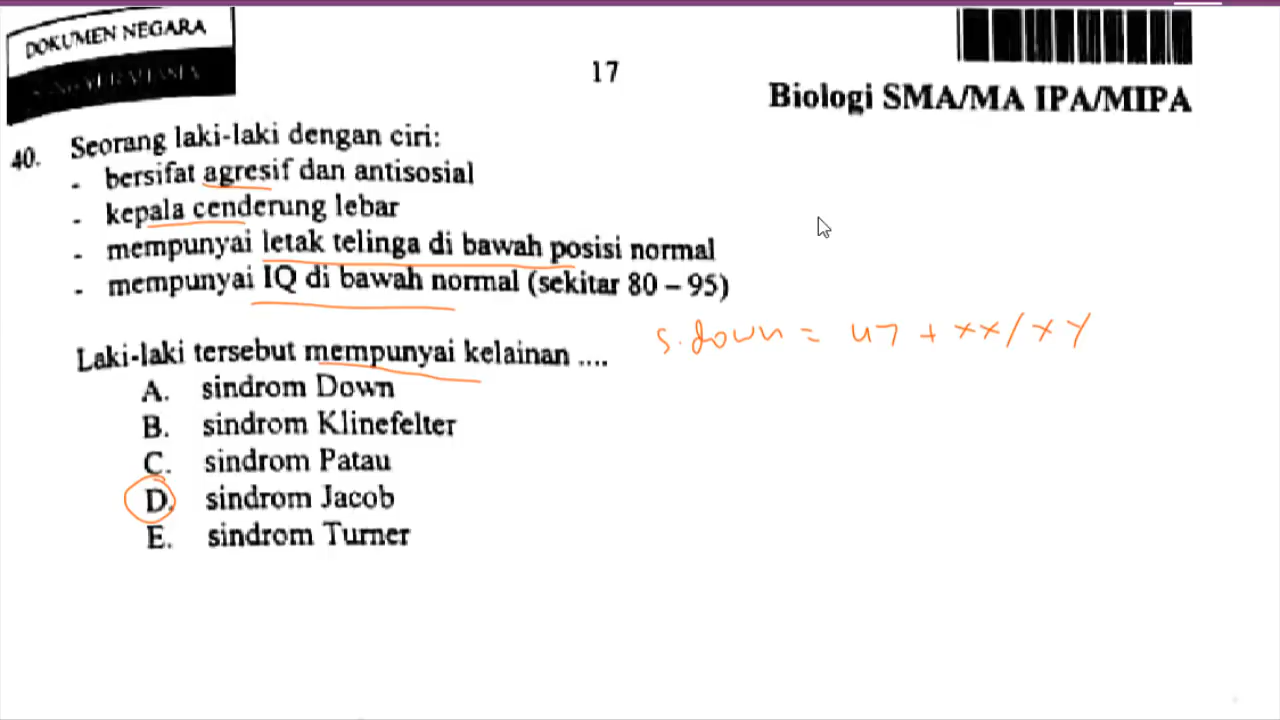 DOKUMEN NEGARA
17
Biologi SMA/MA IPA/MIPA
40. Seorang laki-laki dengan ciri:
- bersifat agresif dan antisosial
- kepala cenderung lebar
- mempunyai letak telinga di bawah posisi normal
- mempunyai IQ di bawah normal (sekitar 80 – 95)
s.down = 47 + xx/xy
Laki-laki tersebut mempunyai kelainan ....
A. sindrom Down
B. sindrom Klinefelter
C. sindrom Patau
D. sindrom Jacob
E. sindrom Turner